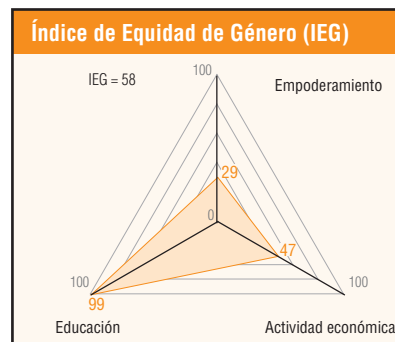 Índice de Equidad de Género (IEG)
IEG = 58
100
Empoderamiento
29
0
47
100
100
99
Educación
Actividad económica